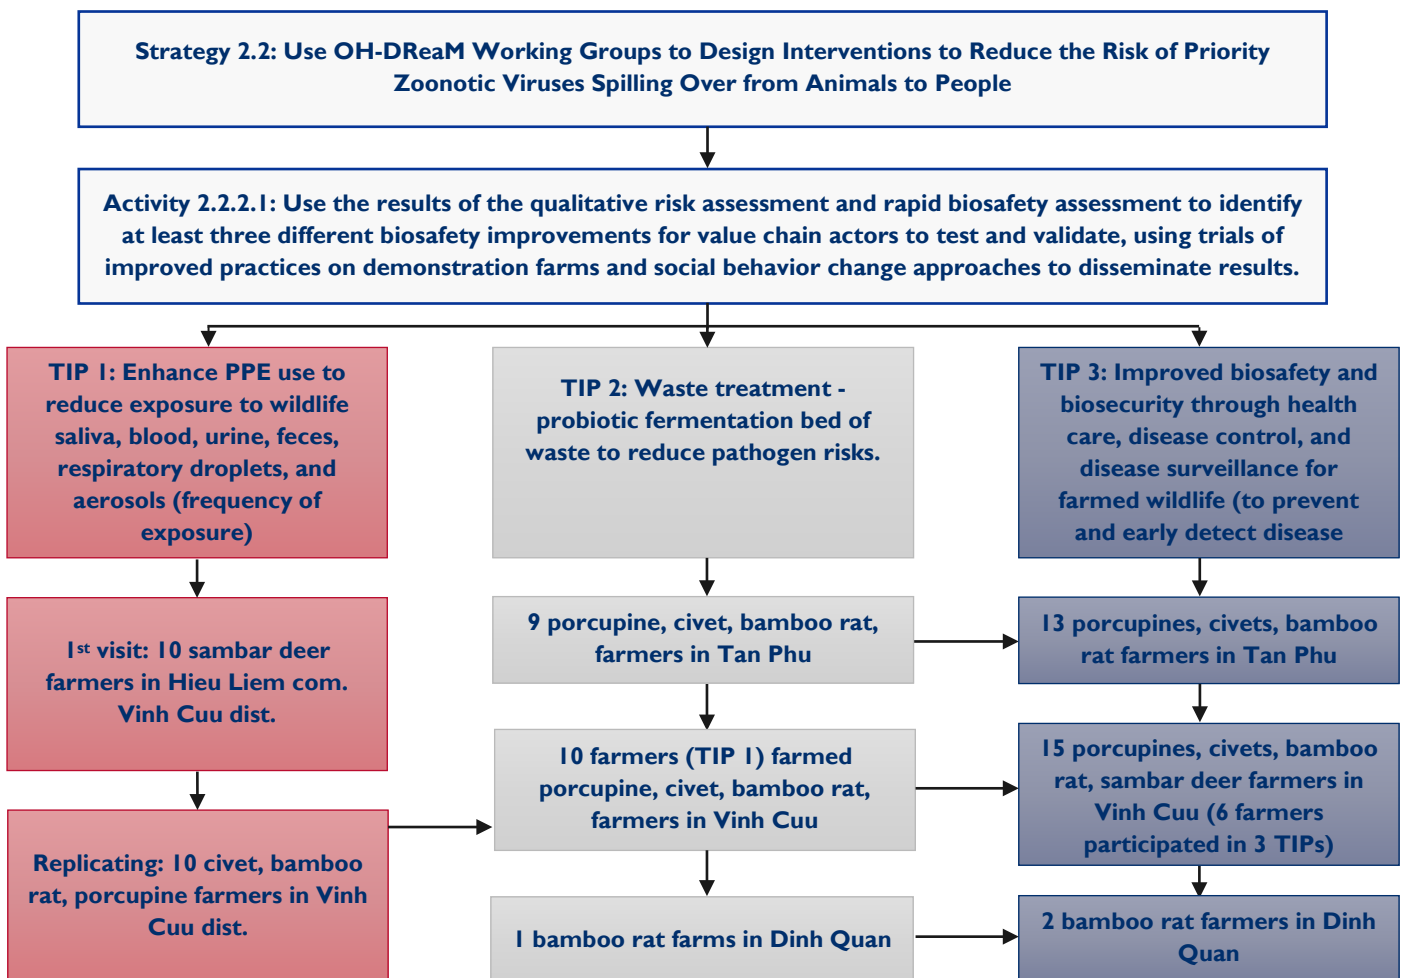 Strategy 2.2: Use OH-DReaM Working Groups to Design Interventions to Reduce the Risk of Priority
Zoonotic Viruses Spilling Over from Animals to People
Activity 2.2.2.1: Use the results of the qualitative risk assessment and rapid biosafety assessment to identify
at least three different biosafety improvements for value chain actors to test and validate, using trials of
improved practices on demonstration farms and social behavior change approaches to disseminate results.
TIP 1: Enhance PPE use to
reduce exposure to wildlife
saliva, blood, urine, feces,
respiratory droplets, and
aerosols (frequency of
exposure)
1st visit: 10 sambar deer
farmers in Hieu Liem com.
Vinh Cuu dist.
Replicating: 10 civet, bamboo
rat, porcupine farmers in Vinh
Cuu dist.
TIP 2: Waste treatment -
probiotic fermentation bed of
waste to reduce pathogen risks.
9 porcupine, civet, bamboo rat,
farmers in Tan Phu
10 farmers (TIP 1) farmed
porcupine, civet, bamboo rat,
farmers in Vinh Cuu
1 bamboo rat farms in Dinh Quan
TIP 3: Improved biosafety and
biosecurity through health
care, disease control, and
disease surveillance for
farmed wildlife (to prevent
and early detect disease
13 porcupines, civets, bamboo
rat farmers in Tan Phu
15 porcupines, civets, bamboo
rat, sambar deer farmers in
Vinh Cuu (6 farmers
participated in 3 TIPs)
2 bamboo rat farmers in Dinh
Quan